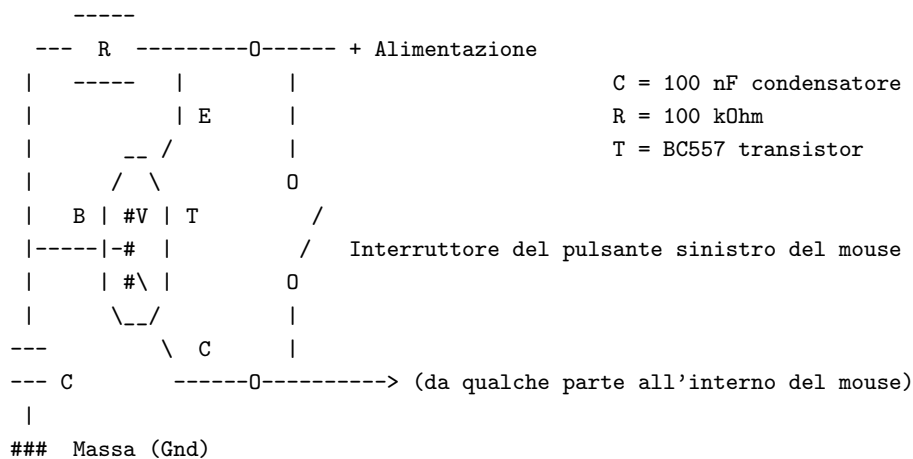 -----
 ---  R  ---------O------ + Alimentazione
|   -----   |      |                      C = 100 nF condensatore
|           | E    |                      R = 100 kOhm
|       __ /       |                      T = BC557 transistor
|      /  \        O
|   B | #V | T      /
|-----|-#  |       /   Interruttore del pulsante sinistro del mouse
|     | #\ |       O
|      \__/        |
---        \  C    |
--- C       ------O----------> (da qualche parte all'interno del mouse)
 |
###  Massa (Gnd)